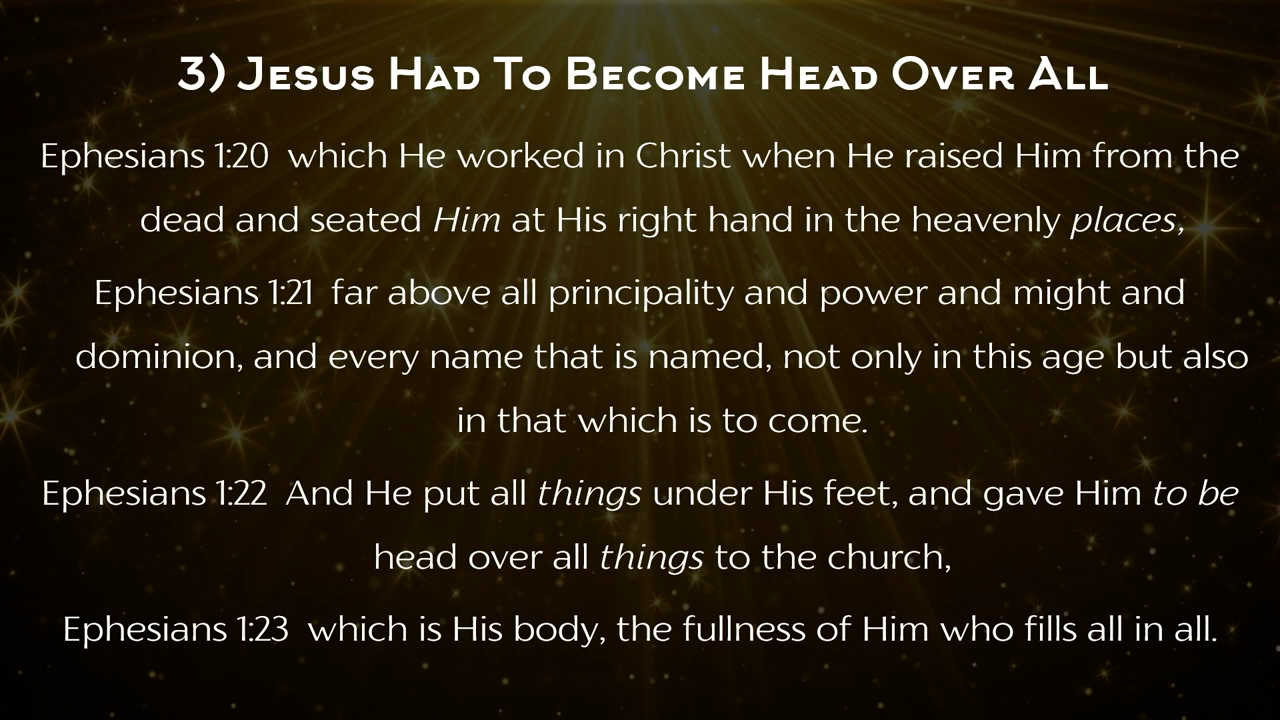 3) Jesus Had To Become Head Over All
Ephesians 1:20  which He worked in Christ when He raised Him from the
dead and seated Him at His right hand in the heavenly places,
Ephesians 1:21  far above all principality and power and might and
dominion, and every name that is named, not only in this age but also
in that which is to come.
Ephesians 1:22  And He put all things under His feet, and gave Him to be
head over all things to the church,
Ephesians 1:23  which is His body, the fullness of Him who fills all in all.